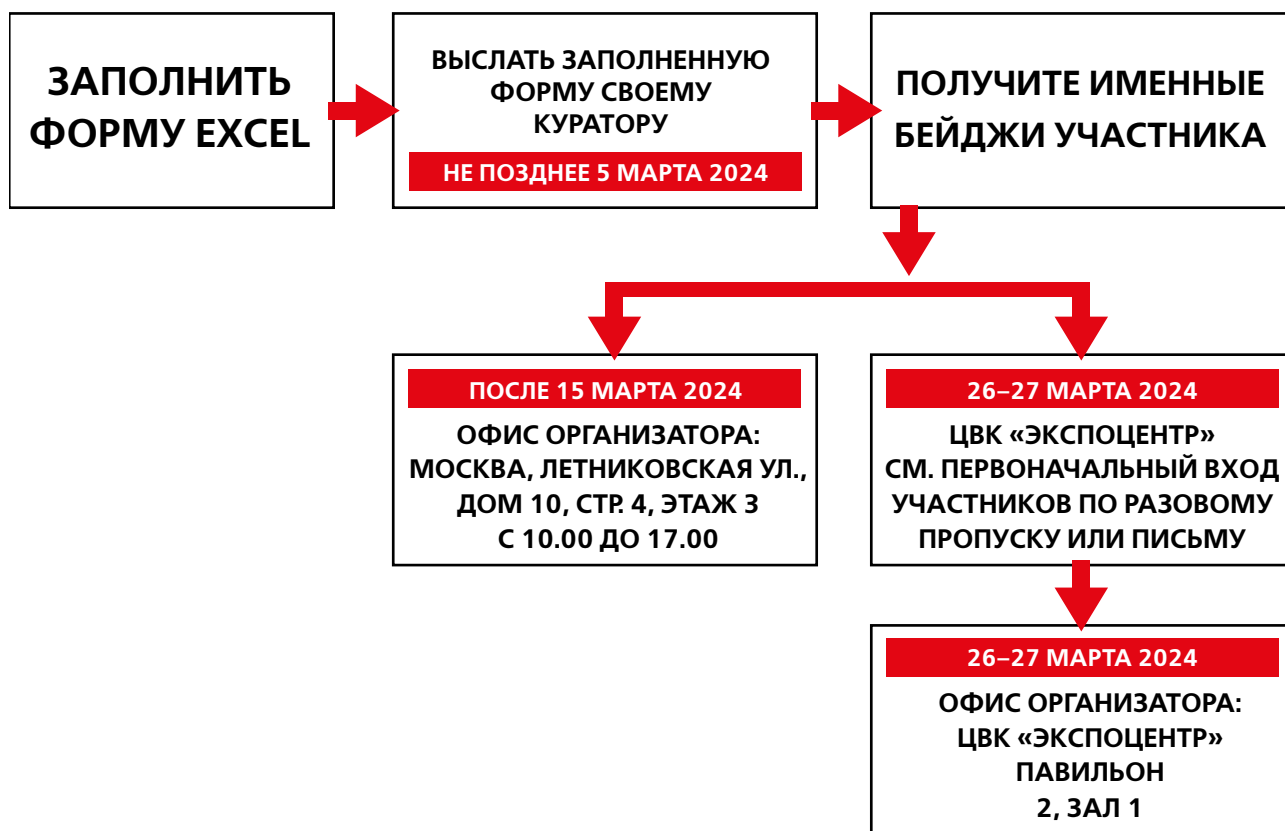 ЗАПОЛНИТЬ
ФОРМУ EXCEL
ВЫСЛАТЬ ЗАПОЛНЕННУЮ
ФОРМУ СВОЕМУ
КУРАТОРУ
НЕ ПОЗДНЕЕ 5 МАРТА 2024
ПОЛУЧИТЕ ИМЕННЫЕ
БЕЙДЖИ УЧАСТНИКА
ПОСЛЕ 15 МАРТА 2024
ОФИС ОРГАНИЗАТОРА:
МОСКВА, ЛЕТНИКОВСКАЯ УЛ.,
ДОМ 10, СТР. 4, ЭТАЖ 3
С 10.00 ДО 17.00
26–27 МАРТА 2024
ЦВК «ЭКСПОЦЕНТР»
СМ. ПЕРВОНАЧАЛЬНЫЙ ВХОД
УЧАСТНИКОВ ПО РАЗОВОМУ
ПРОПУСКУ ИЛИ ПИСЬМУ
26–27 МАРТА 2024
ОФИС ОРГАНИЗАТОРА:
ЦВК «ЭКСПОЦЕНТР»
ПАВИЛЬОН
2, ЗАЛ 1